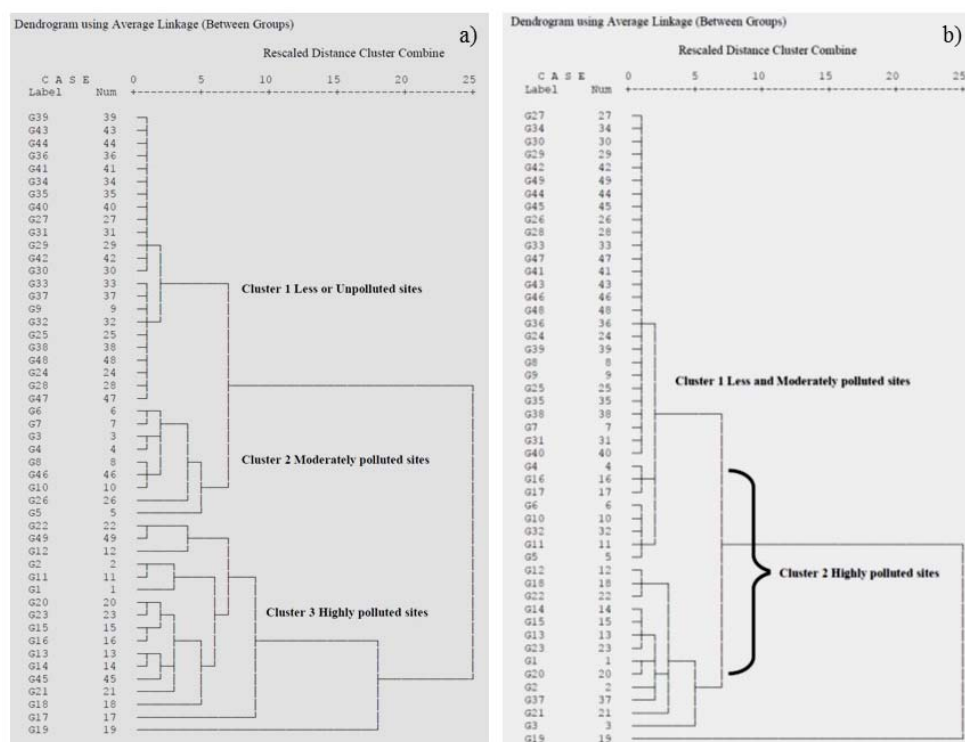 Dendrogram using Average Linkage (Between Groups)
a)
Rescaled Distance Cluster Combine
C A S E 0 5 10 15 20 25
Label Num
G39 39
G43 43
G44 44
G36 36
G41 41
G34 34
G35 35
G40 40
G27 27
G31 31
G29 29
G42 42
G30 30
G33 33
G37 37
G9 9
G32 32
G25 25
G38 38
G48 48
G24 24
G28 28
G47 47
G6 6
G7 7
G3 3
G4 4
G8 8
G46 46
G10 10
G26 26
G5 5
G22 22
G49 49
G12 12
G2 2
G11 11
G1 1
G20 20
G23 23
G15 15
G16 16
G13 13
G14 14
G45 45
G21 21
G18 18
G17 17
G19 19
Cluster 1 Less or Unpolluted sites
Cluster 2 Moderately polluted sites
Cluster 3 Highly polluted sites
Dendrogram using Average Linkage (Between Groups)
b)
Rescaled Distance Cluster Combine
C A S E 0 5 10 15 20 25
Label Num
G27 27
G34 34
G30 30
G29 29
G42 42
G49 49
G44 44
G45 45
G26 26
G28 28
G33 33
G47 47
G41 41
G43 43
G46 46
G48 48
G36 36
G24 24
G39 39
G8 8
G9 9
G25 25
G35 35
G38 38
G7 7
G31 31
G40 40
G4 4
G16 16
G17 17
G6 6
G10 10
G32 32
G11 11
G5 5
G12 12
G18 18
G22 22
G14 14
G15 15
G13 13
G23 23
G1 1
G20 20
G2 2
G37 37
G21 21
G3 3
G19 19
Cluster 1 Less and Moderately polluted sites
Cluster 2 Highly polluted sites